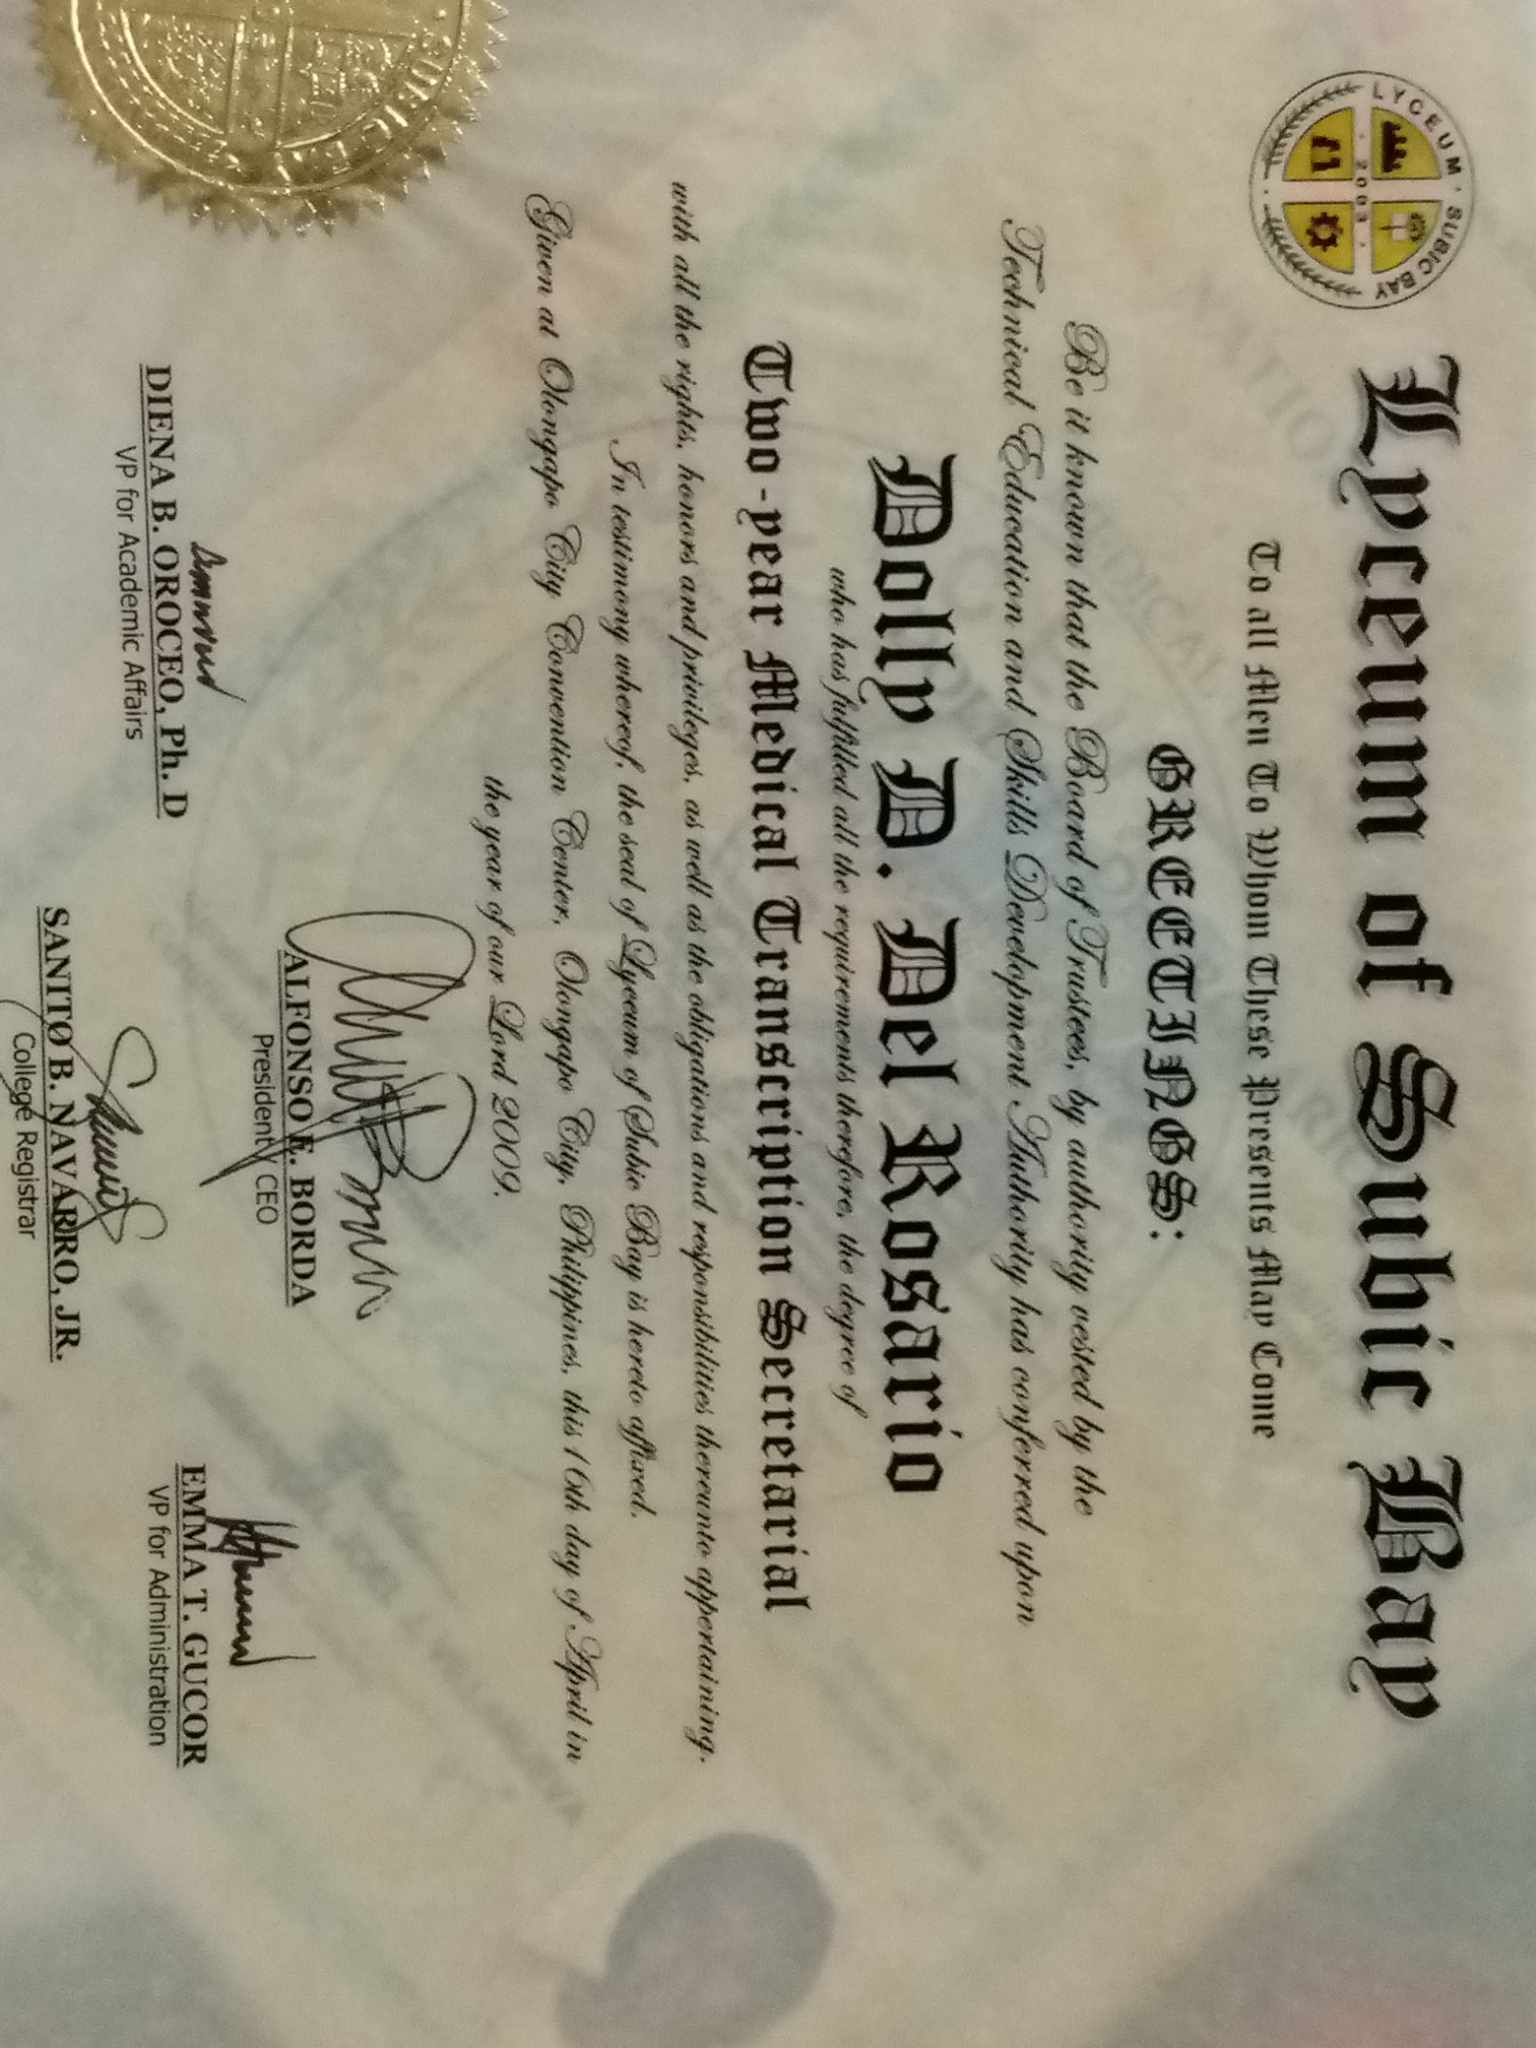 LYCEUM · SUBIC BAY
· 2003 ·
Lyceum of Subic Bay
To all Men To Whom These Presents May Come
GREETINGS:
Be it known that the Board of Trustees, by authority vested by the
Technical Education and Skills Development Authority has conferred upon
Dolly D. Del Rosario
who has fulfilled all the requirements therefore, the degree of
Two-year Medical Transcription Secretarial
with all the rights, honors and privileges, as well as the obligations and responsibilities thereunto appertaining.
In testimony whereof, the seal of Lyceum of Subic Bay is hereto affixed.
Given at Olongapo City Convention Center, Olongapo City, Philippines, this 16th day of April in
the year of our Lord 2009.
SUBIC
DIENA B. OROCEO, Ph. D
VP for Academic Affairs
ALFONSO E. BORDA
President / CEO
SANITO B. NAVARRO, JR.
College Registrar
EMMA T. GUCOR
VP for Administration